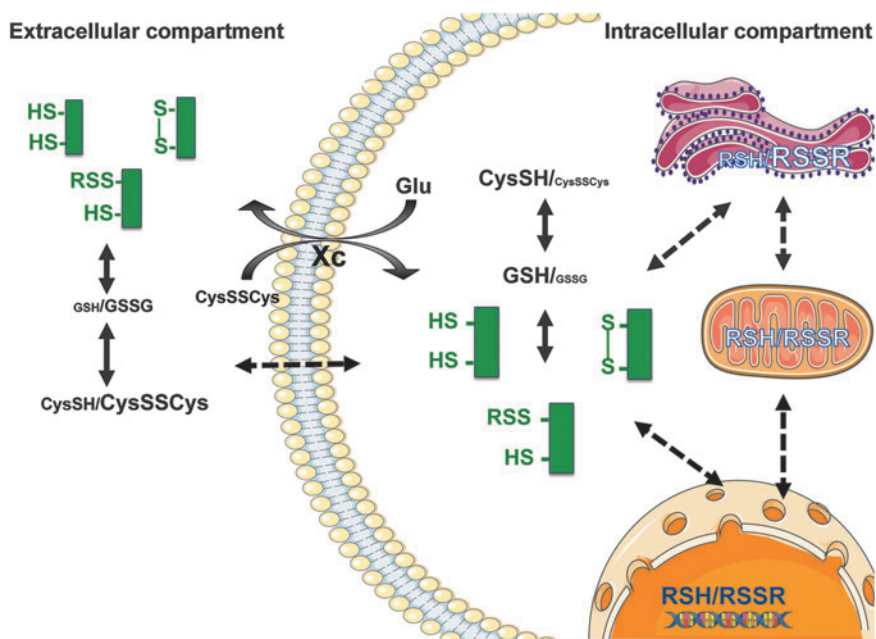 Extracellular compartment
HS
HS
S
S
RSS
HS
GSH/GSSG
CysSH/CysSSCys
Glu
Xc
CysSSCys
Intracellular compartment
RSH/RSSR
CysSH/CysSSCys
GSH/GSSG
HS
HS
S
S
RSS
HS
RSH/RSSR
RSH/RSSR